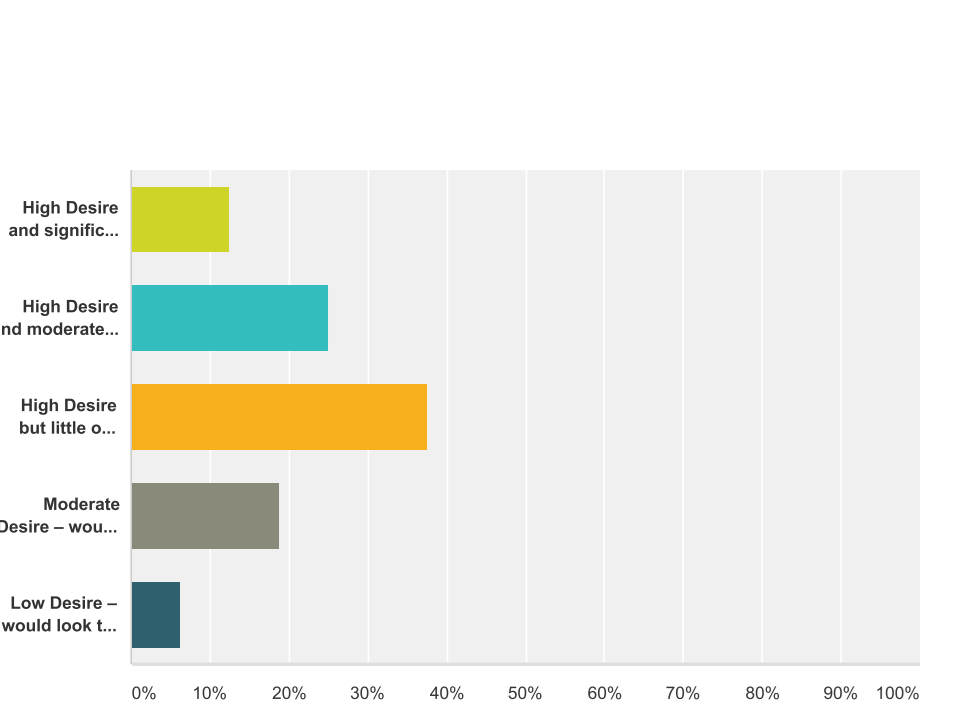 High Desire
and signific...
High Desire
nd moderate...
High Desire
but little o...
Moderate
Desire – wou...
Low Desire –
would look t...
0% 10% 20% 30% 40% 50% 60% 70% 80% 90% 100%